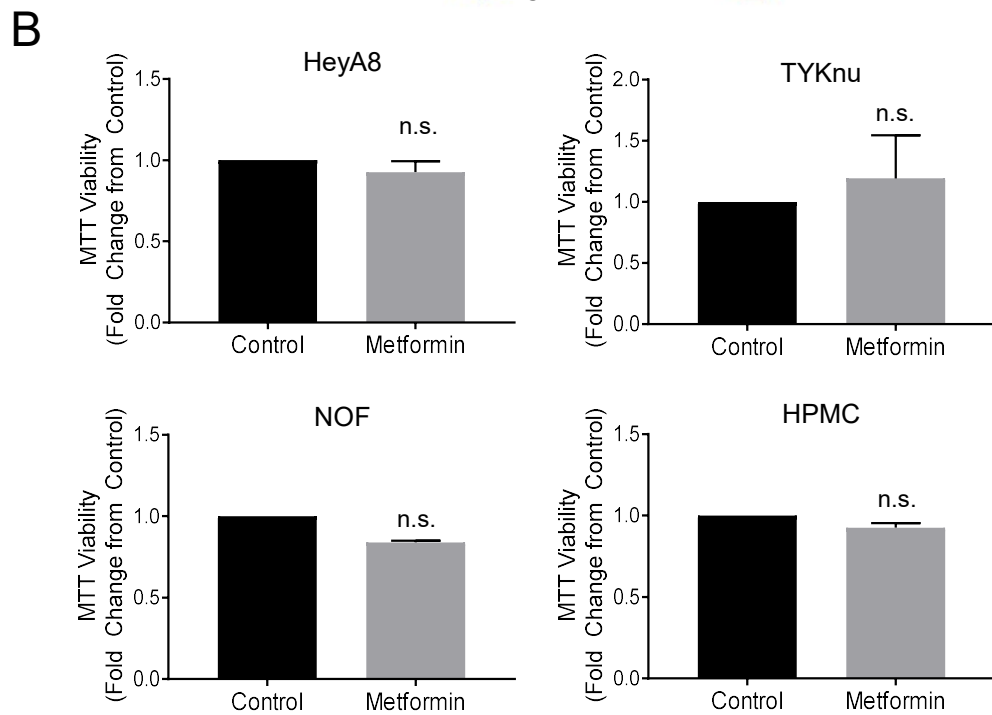 B
HeyA8
MTT Viability
(Fold Change from Control)
1.5
1.0
0.5
0.0
n.s.
Control
Metformin
TYKnu
MTT Viability
(Fold Change from Control)
2.0
1.5
1.0
0.5
0.0
n.s.
Control
Metformin
NOF
MTT Viability
(Fold Change from Control)
1.5
1.0
0.5
0.0
n.s.
Control
Metformin
HPMC
MTT Viability
(Fold Change from Control)
1.5
1.0
0.5
0.0
n.s.
Control
Metformin